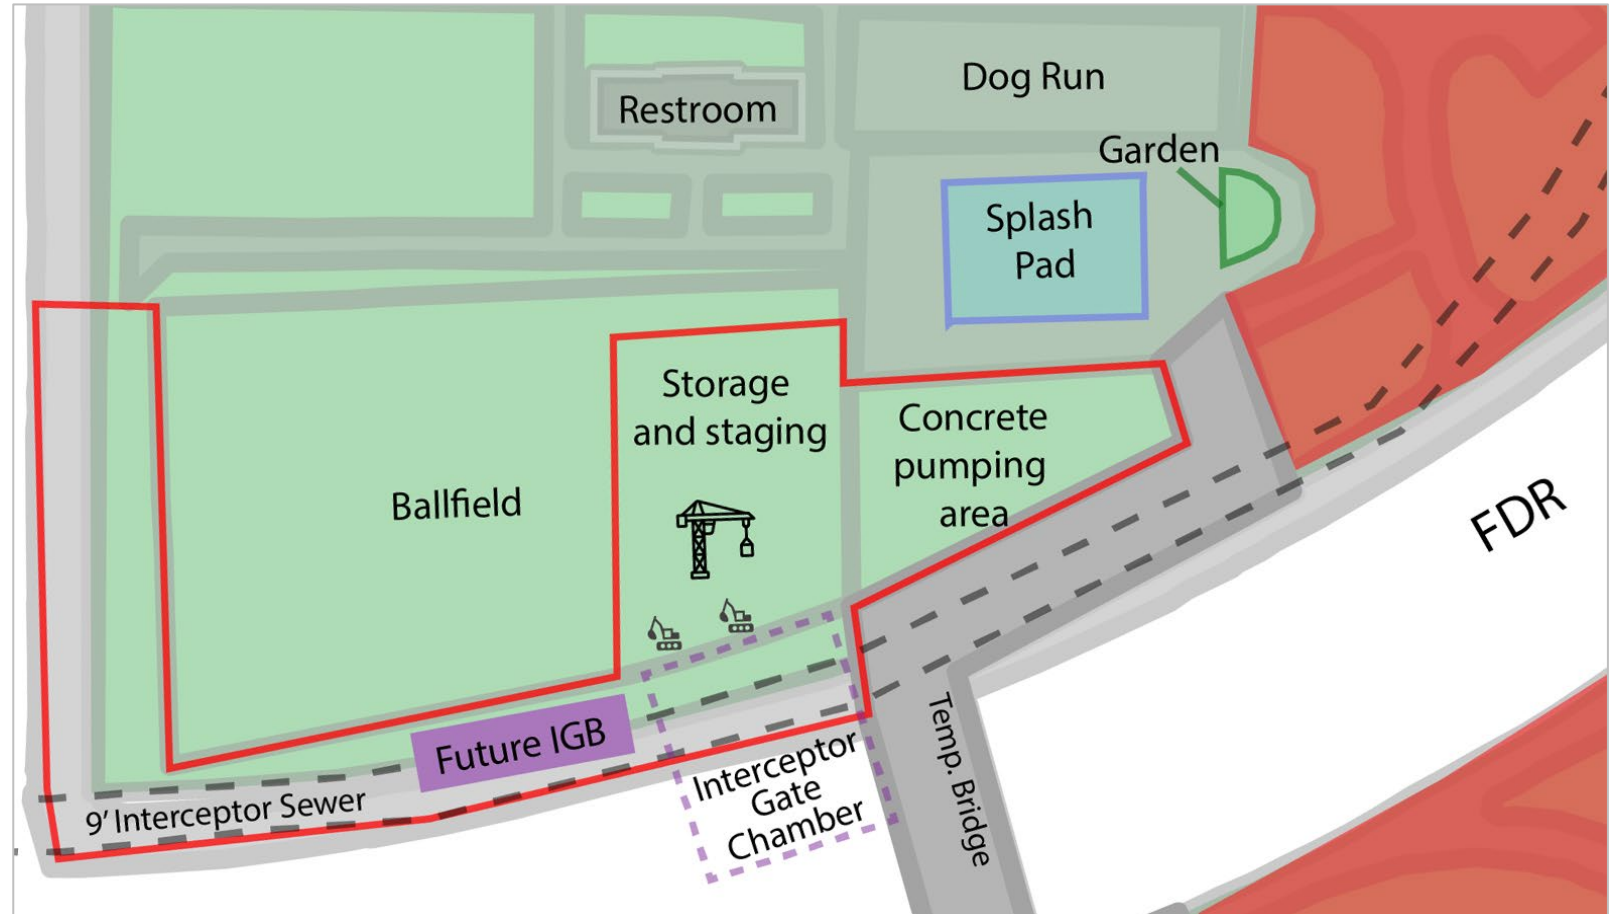 Restroom
Dog Run
Garden
Splash
Pad
Storage
and staging
Concrete
pumping
area
Ballfield
FDR
Future IGB
Interceptor
Gate
Chamber
Temp. Bridge
9' Interceptor Sewer